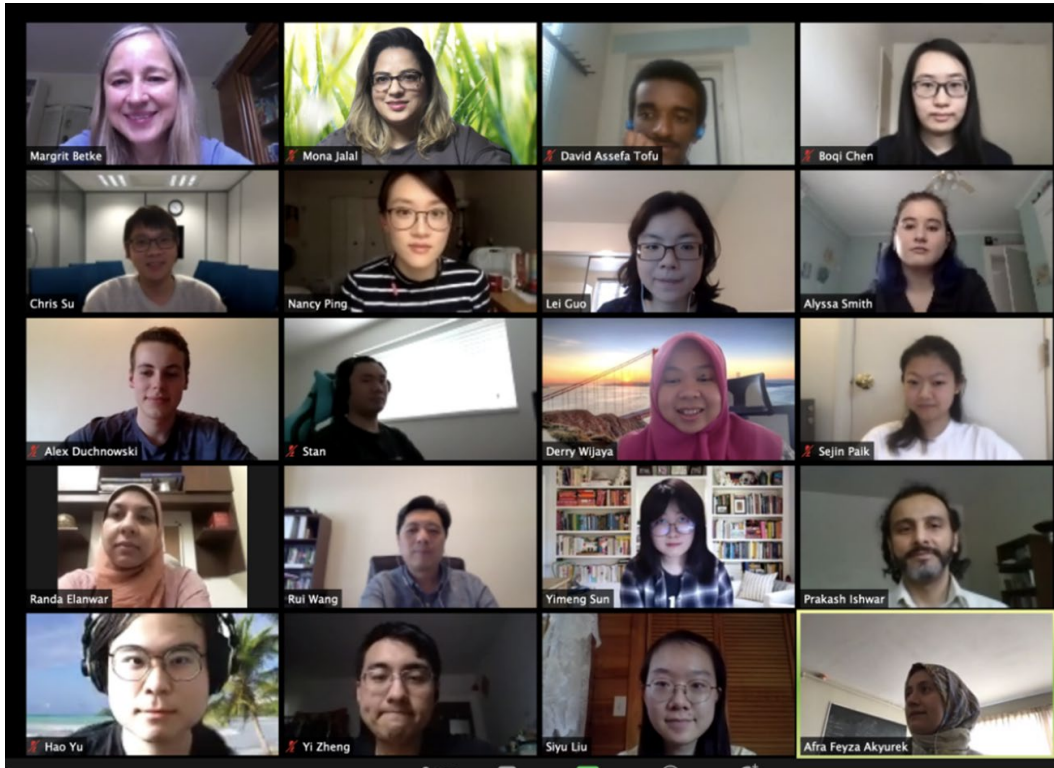 Margrit Betke
Mona Jalal
David Assefa Tofu
Boqi Chen
Chris Su
Nancy Ping
Lei Guo
Alyssa Smith
Alex Duchnowski
Stan
Derry Wijaya
Sejin Paik
Randa Elanwar
Rui Wang
Yimeng Sun
Prakash Ishwar
Hao Yu
Yi Zheng
Siyu Liu
Afra Feyza Akyurek